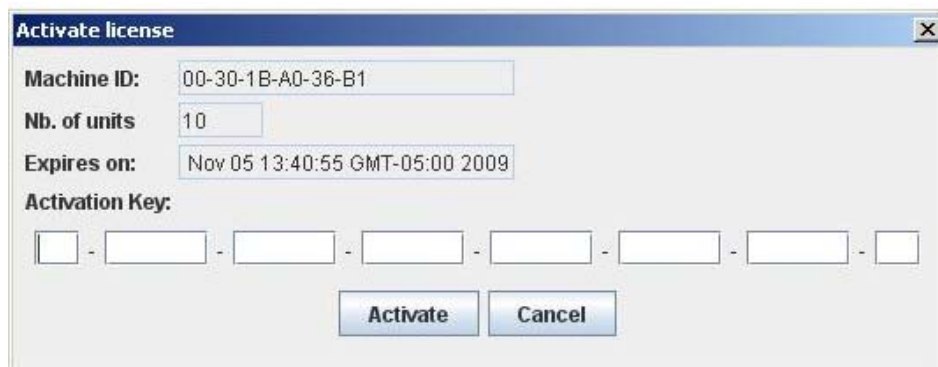 Activate license
Machine ID: 00-30-1B-A0-36-B1
Nb. of units 10
Expires on: Nov 05 13:40:55 GMT-05:00 2009
Activation Key:
- - - - - - -
Activate Cancel